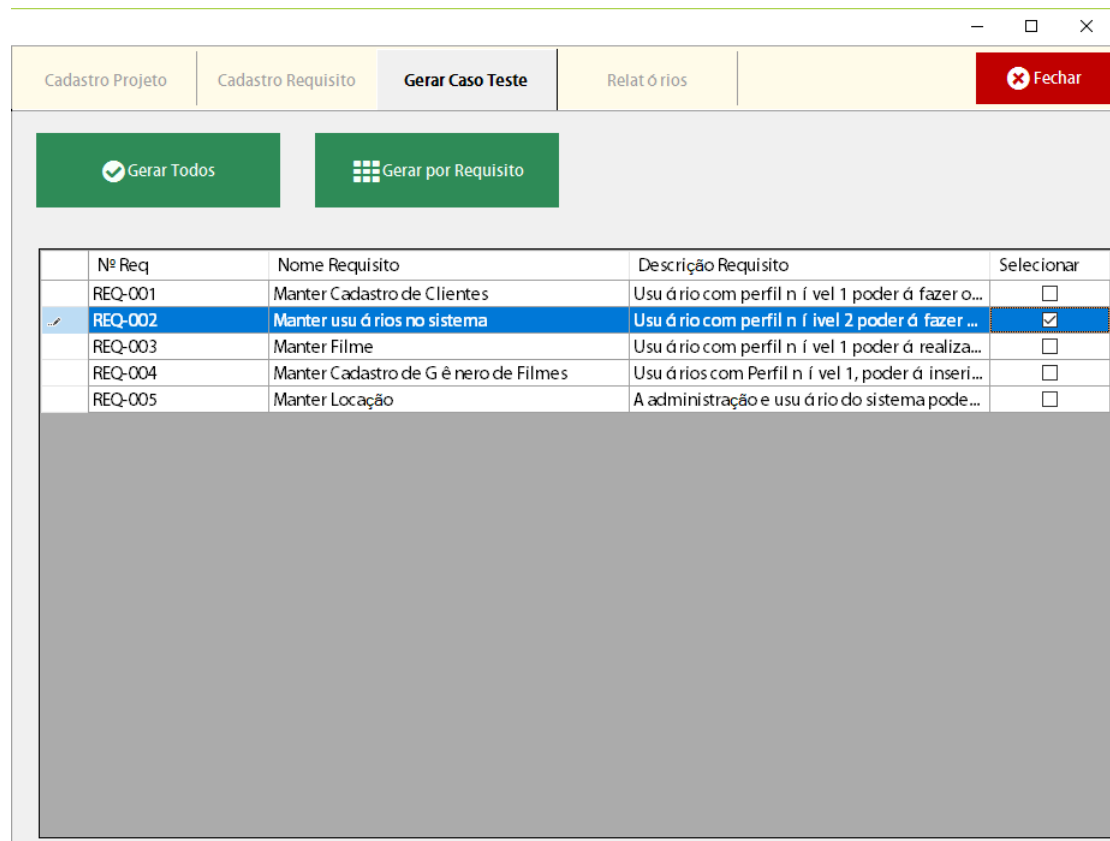 Cadastro Projeto Cadastro Requisito Gerar Caso Teste Relat ó rios Fechar
Gerar Todos Gerar por Requisito
Nº Req Nome Requisito Descrição Requisito Selecionar
REQ-001 Manter Cadastro de Clientes Usu á rio com perfil n í vel 1 poder á fazer o...
REQ-002 Manter usu á rios no sistema Usu á rio com perfil n í ivel 2 poder á fazer ...
REQ-003 Manter Filme Usu á rio com perfil n í vel 1 poder á realiza...
REQ-004 Manter Cadastro de G ê nero de Filmes Usu á rios com Perfil n í vel 1, poder á inseri...
REQ-005 Manter Locação A administração e usu á rio do sistema pode...